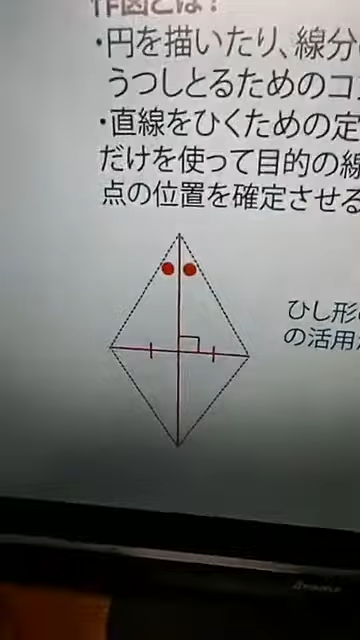 作図とは?
・円を描いたり、線分
うつしとるためのコ
・直線をひくための定
だけを使って目的の線
点の位置を確定させる
ひし形
の活用